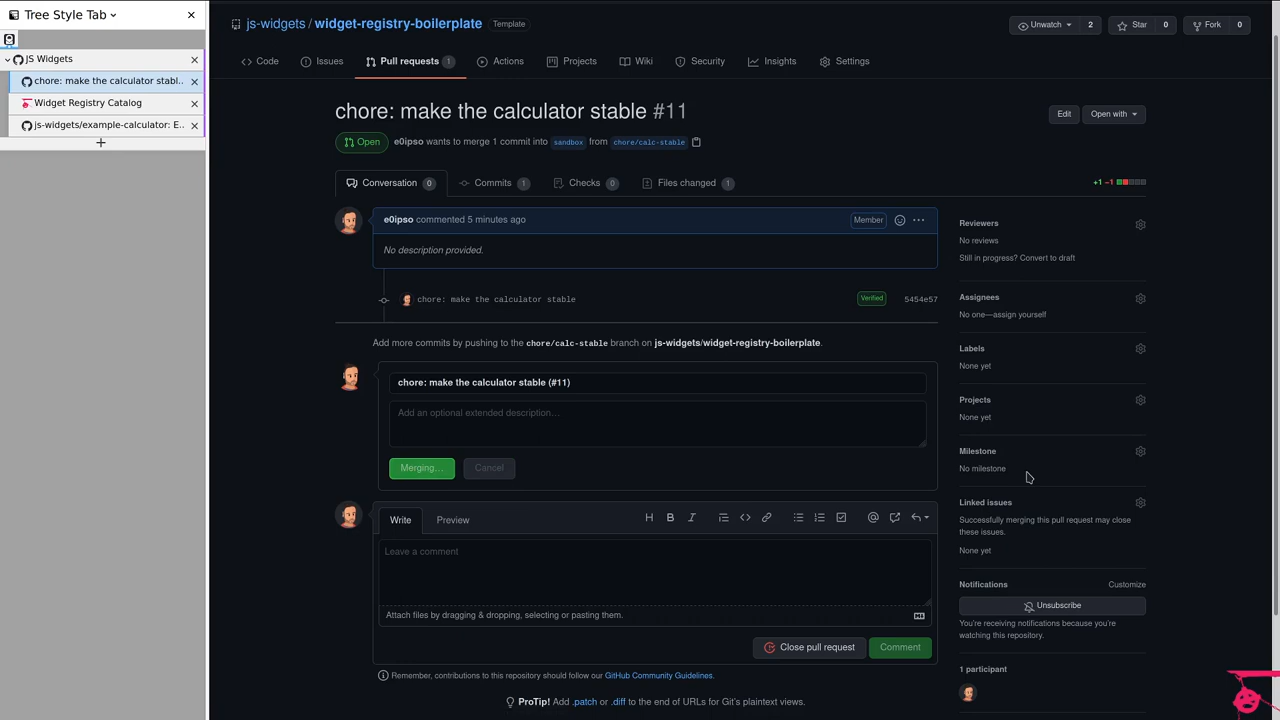 Tree Style Tab
JS Widgets
chore: make the calculator stabl..
Widget Registry Catalog
js-widgets/example-calculator: E..
js-widgets / widget-registry-boilerplate
Template
Unwatch 2
Star 0
Fork 0
Code
Issues
Pull requests 1
Actions
Projects
Wiki
Security
Insights
Settings
chore: make the calculator stable #11
Edit
Open with
Open
e0ipso wants to merge 1 commit into sandbox from chore/calc-stable
Conversation 0
Commits 1
Checks 0
Files changed 1
+1 −1
e0ipso commented 5 minutes ago
Member
No description provided.
chore: make the calculator stable
Verified
5454e57
Add more commits by pushing to the chore/calc-stable branch on js-widgets/widget-registry-boilerplate.
chore: make the calculator stable (#11)
Add an optional extended description…
Merging…
Cancel
Write
Preview
Leave a comment
Attach files by dragging & dropping, selecting or pasting them.
Close pull request
Comment
Remember, contributions to this repository should follow our GitHub Community Guidelines.
ProTip! Add .patch or .diff to the end of URLs for Git's plaintext views.
Reviewers
No reviews
Still in progress? Convert to draft
Assignees
No one—assign yourself
Labels
None yet
Projects
None yet
Milestone
No milestone
Linked issues
Successfully merging this pull request may close
these issues.
None yet
Notifications
Customize
Unsubscribe
You're receiving notifications because you're
watching this repository.
1 participant